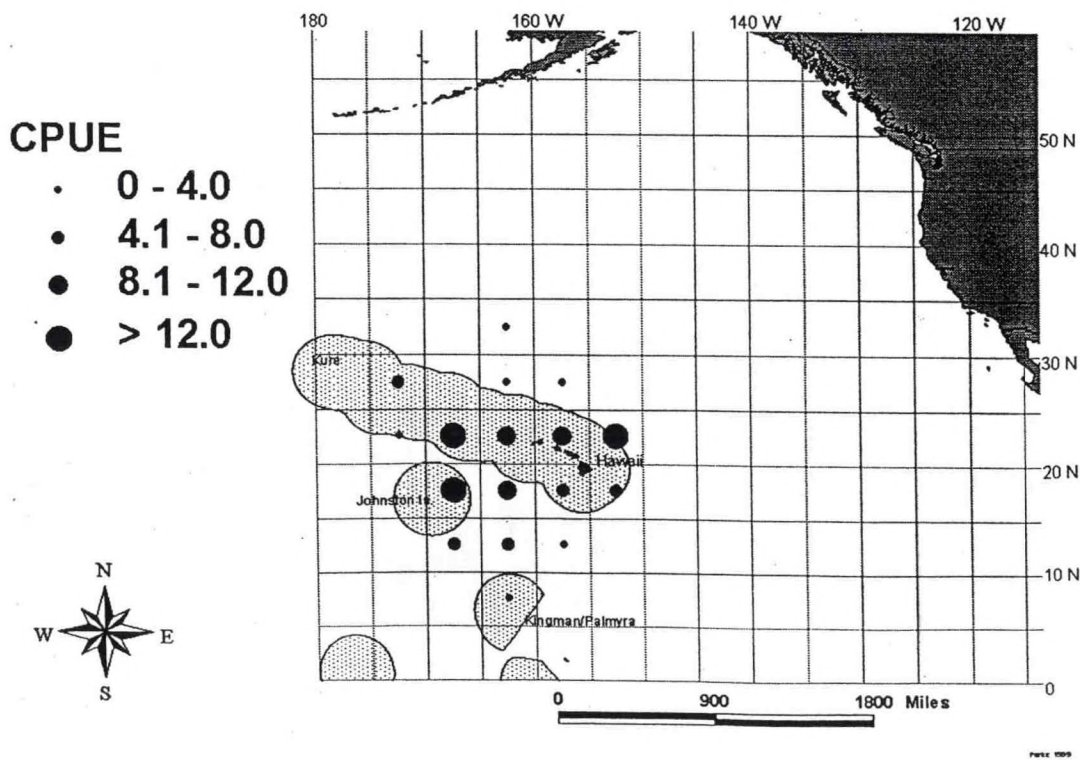 180 160 W 140 W 120 W
CPUE
0 - 4.0
4.1 - 8.0
8.1 - 12.0
> 12.0
50 N
40 N
30 N
20 N
10 N
0
Kure
Hawaii
Johnston Is.
Kingman/Palmyra
N
W E
S
0 900 1800 Miles